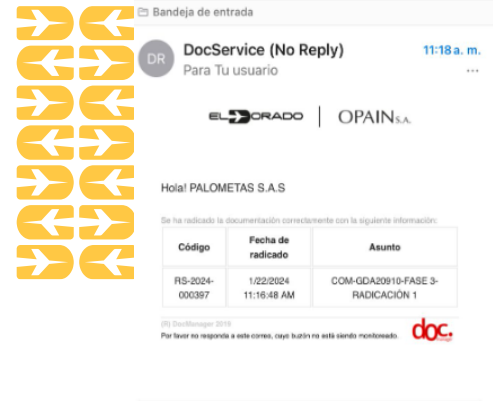 Bandeja de entrada
DR
DocService (No Reply)
11:18 a. m.
Para Tu usuario
...
EL DORADO | OPAIN S.A.
Hola! PALOMETAS S.A.S
Se ha radicado la documentación correctamente con la siguiente información:
Código
Fecha de
radicado
Asunto
RS-2024-
000397
1/22/2024
11:16:48 AM
COM-GDA20910-FASE 3-
RADICACIÓN 1
(R) DocManager 2019
Por favor no responda a este correo, cuyo buzón no está siendo monitoreado.
doc.